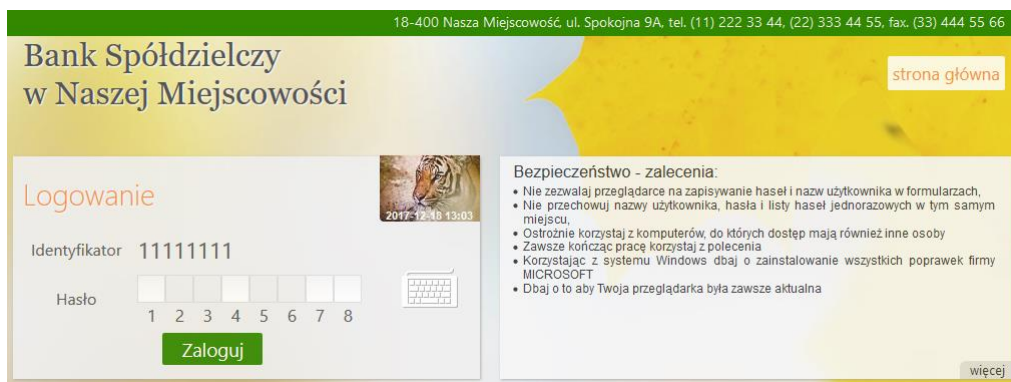 18-400 Nasza Miejscowość, ul. Spokojna 9A, tel. (11) 222 33 44, (22) 333 44 55, fax. (33) 444 55 66
Bank Spółdzielczy
w Naszej Miejscowości
strona główna
Logowanie
2017-12-18 13:03
Identyfikator 11111111
Hasło
1 2 3 4 5 6 7 8
Zaloguj
Bezpieczeństwo - zalecenia:
• Nie zezwalaj przeglądarce na zapisywanie haseł i nazw użytkownika w formularzach,
• Nie przechowuj nazwy użytkownika, hasła i listy haseł jednorazowych w tym samym
miejscu,
• Ostrożnie korzystaj z komputerów, do których dostęp mają również inne osoby
• Zawsze kończąc pracę korzystaj z polecenia
• Korzystając z systemu Windows dbaj o zainstalowanie wszystkich poprawek firmy
MICROSOFT
• Dbaj o to aby Twoja przeglądarka była zawsze aktualna
więcej